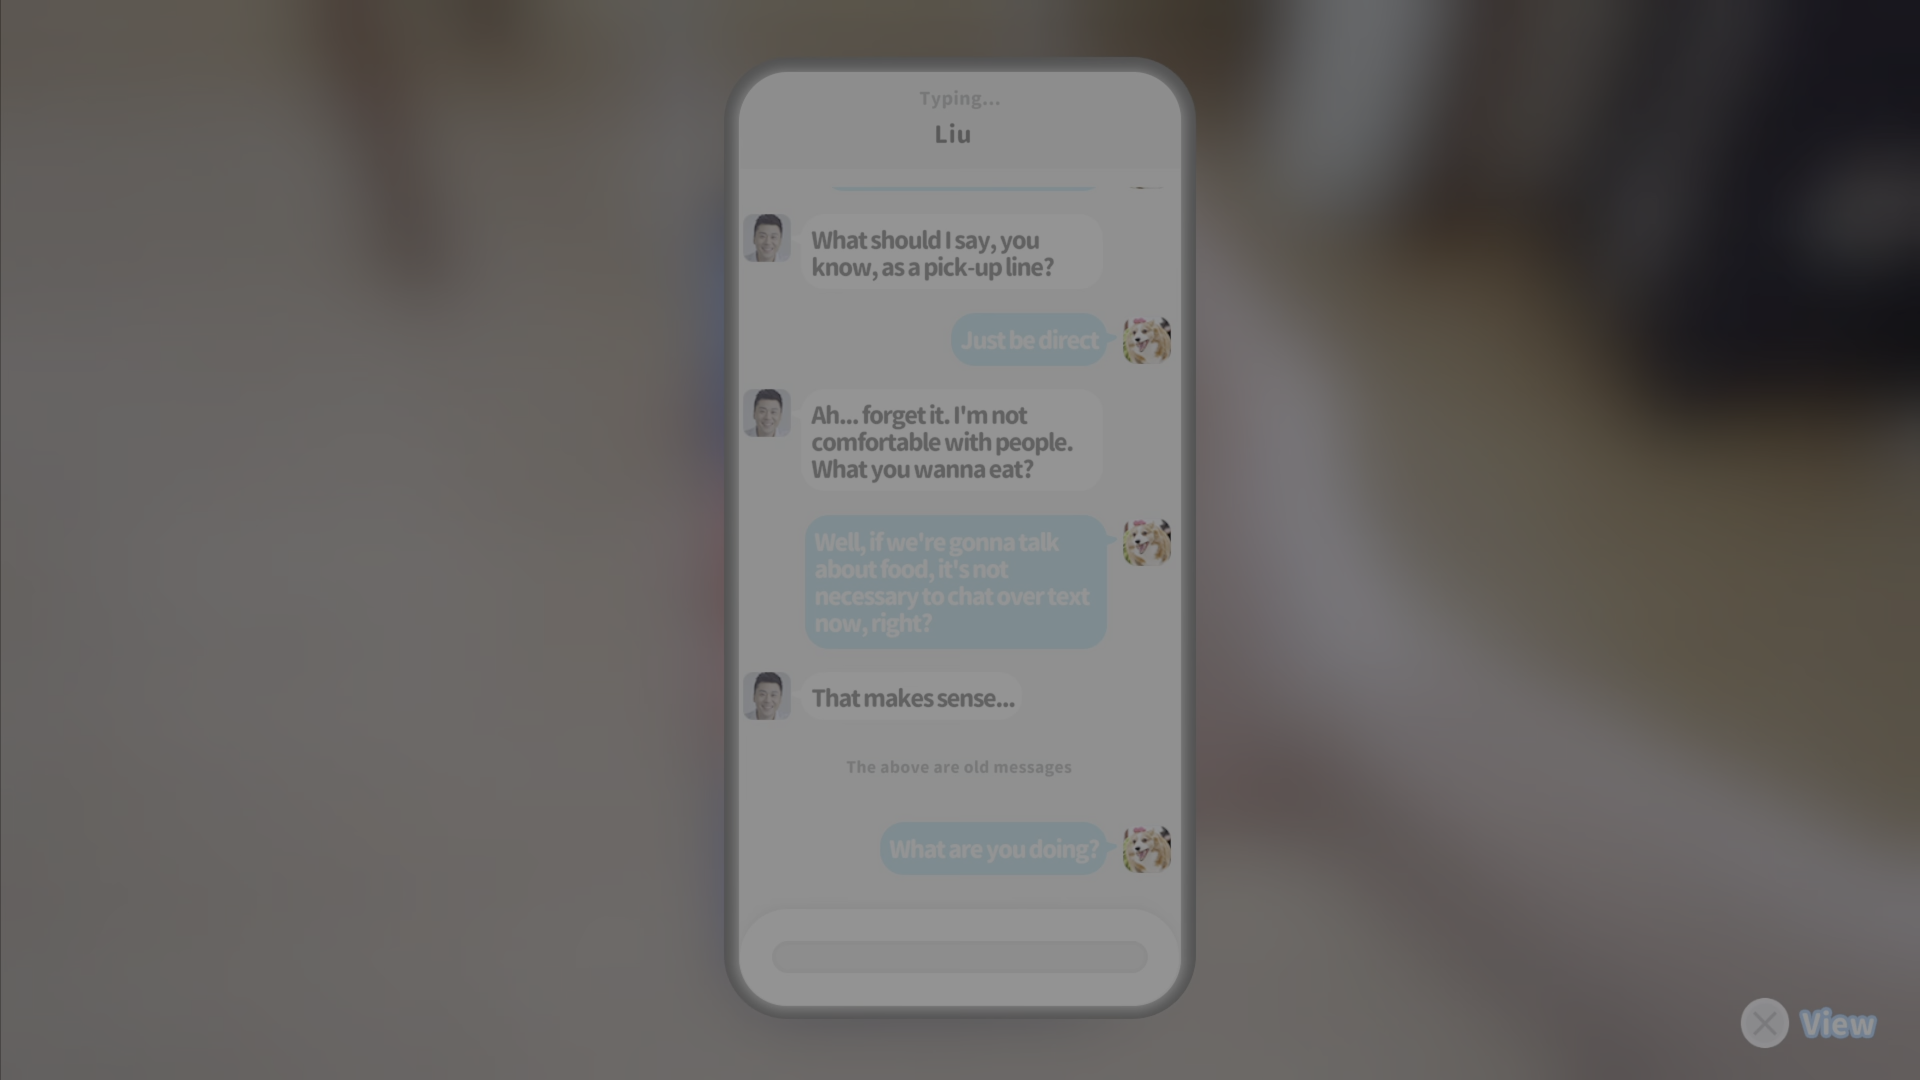 Typing...
Liu
What should I say, you
know, as a pick-up line?
Just be direct
Ah... forget it. I'm not
comfortable with people.
What you wanna eat?
Well, if we're gonna talk
about food, it's not
necessary to chat over text
now, right?
That makes sense...
The above are old messages
What are you doing?
View